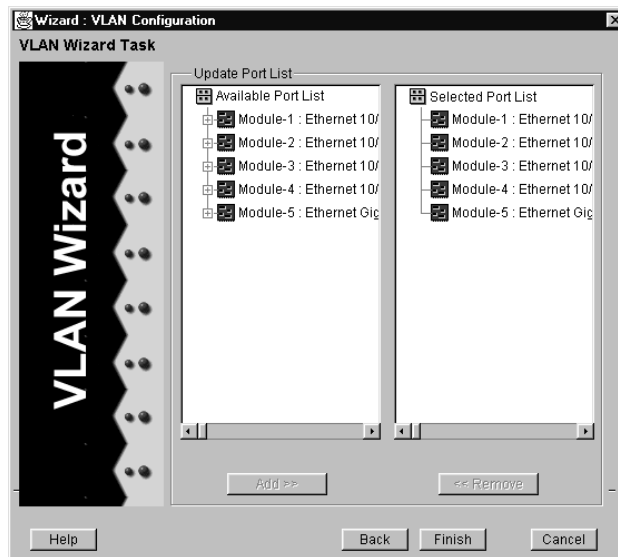 Wizard : VLAN Configuration
VLAN Wizard Task
VLAN Wizard
Update Port List
Available Port List
Module-1 : Ethernet 10/
Module-2 : Ethernet 10/
Module-3 : Ethernet 10/
Module-4 : Ethernet 10/
Module-5 : Ethernet Gig
Selected Port List
Module-1 : Ethernet 10/
Module-2 : Ethernet 10/
Module-3 : Ethernet 10/
Module-4 : Ethernet 10/
Module-5 : Ethernet Gig
Add >>
<< Remove
Help
Back
Finish
Cancel